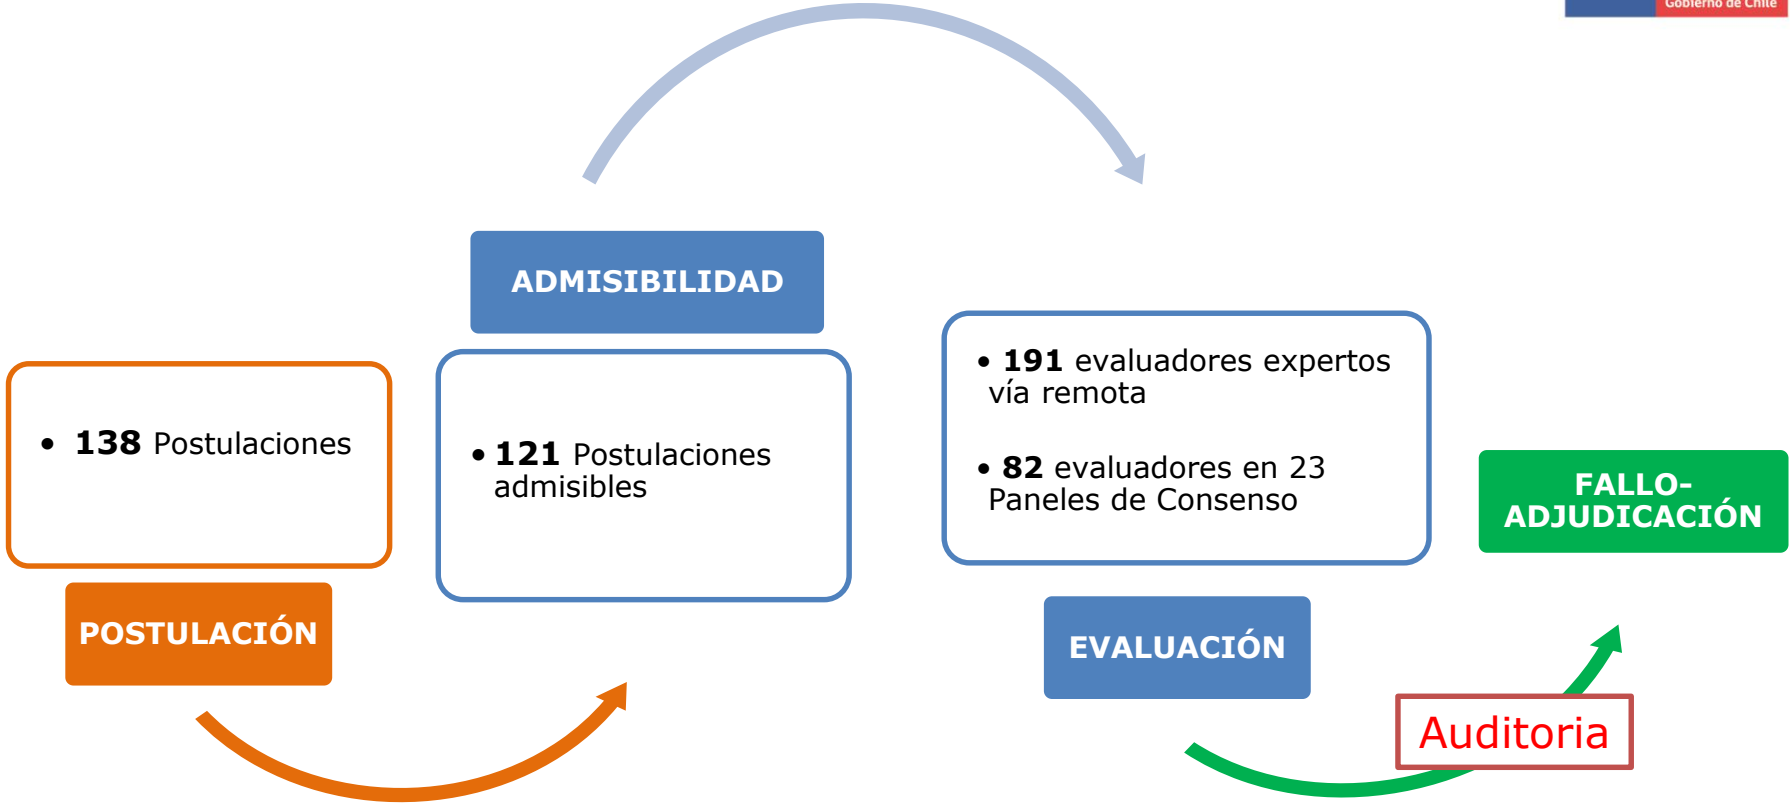 Gobierno de Chile
ADMISIBILIDAD
• 138 Postulaciones
POSTULACIÓN
• 121 Postulaciones
admisibles
• 191 evaluadores expertos
vía remota
• 82 evaluadores en 23
Paneles de Consenso
EVALUACIÓN
FALLO-
ADJUDICACIÓN
Auditoria